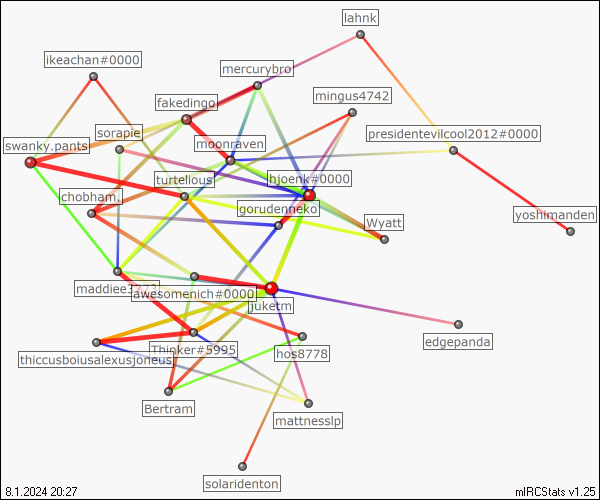 lahnk
ikeachan#0000
mercurybro
mingus4742
fakedingo
sorapie
presidentevilcool2012#0000
swanky.pants
moonraven
turtelious
hjoenk#0000
chobham.
gorudenneko
yoshimanden
Wyatt
maddiee3773
awesomenich#0000
juketm
edgepanda
Thinker#5995
thiccusboiusalexusjoneus
hos8778
Bertram
mattnesslp
solaridenton
8.1.2024 20:27
mIRCStats v1.25